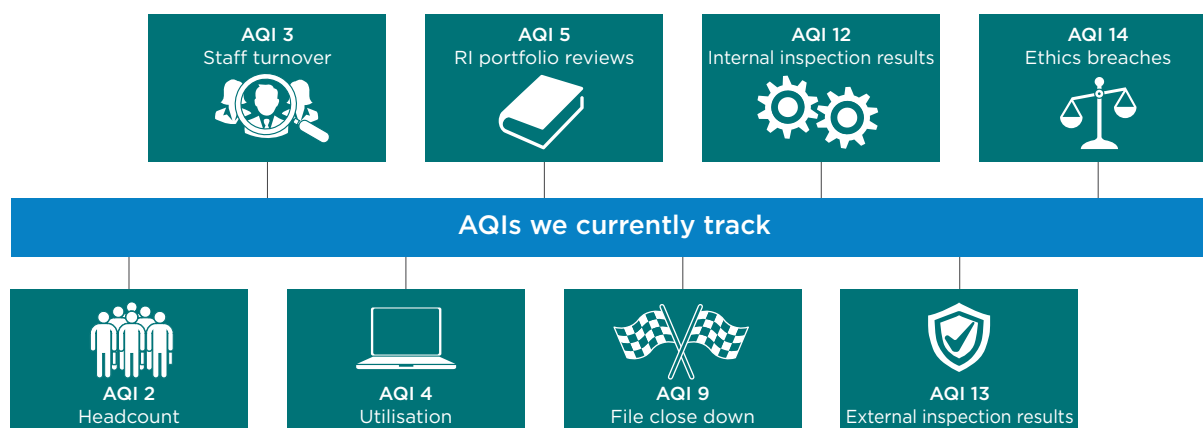 AQI 3
Staff turnover
AQI 5
RI portfolio reviews
AQI 12
Internal inspection results
AQI 14
Ethics breaches
AQIs we currently track
AQI 2
Headcount
AQI 4
Utilisation
AQI 9
File close down
AQI 13
External inspection results